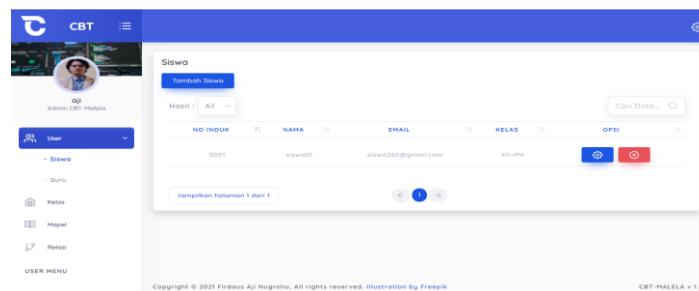 CBT
aji
Admin CBT-Malela
User
- Siswa
- Guru
Kelas
Mapel
Relasi
USER MENU
Siswa
Tambah Siswa
Hasil : All
Cari Data...
NO INDUK NAMA EMAIL KELAS OPSI
0001 siswa01 siswa260@gmail.com XII-IPA
tampilkan halaman 1 dari 1
1
Copyright © 2021 Firdaus Aji Nugroho, All rights reserved. Illustration by Freepik
CBT-MALELA v 1